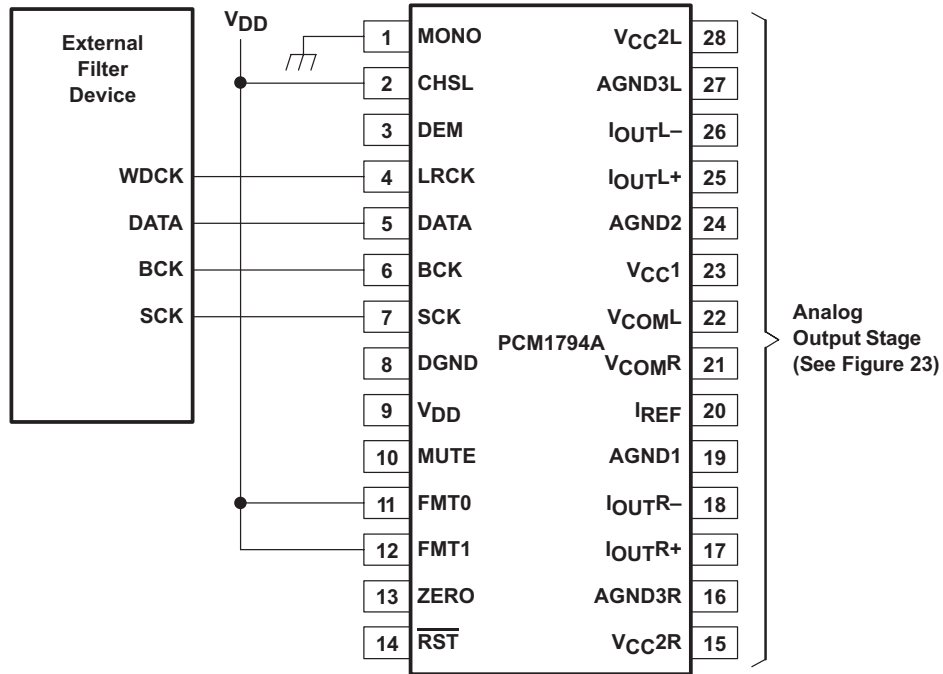 External
Filter
Device
WDCK
DATA
BCK
SCK
VDD
1 MONO
2 CHSL
3 DEM
4 LRCK
5 DATA
6 BCK
7 SCK
8 DGND
9 VDD
10 MUTE
11 FMT0
12 FMT1
13 ZERO
14 RST
PCM1794A
VCC2L 28
AGND3L 27
IOUTL– 26
IOUTL+ 25
AGND2 24
VCC1 23
VCOML 22
VCOMR 21
IREF 20
AGND1 19
IOUTR– 18
IOUTR+ 17
AGND3R 16
VCC2R 15
Analog
Output Stage
(See Figure 23)